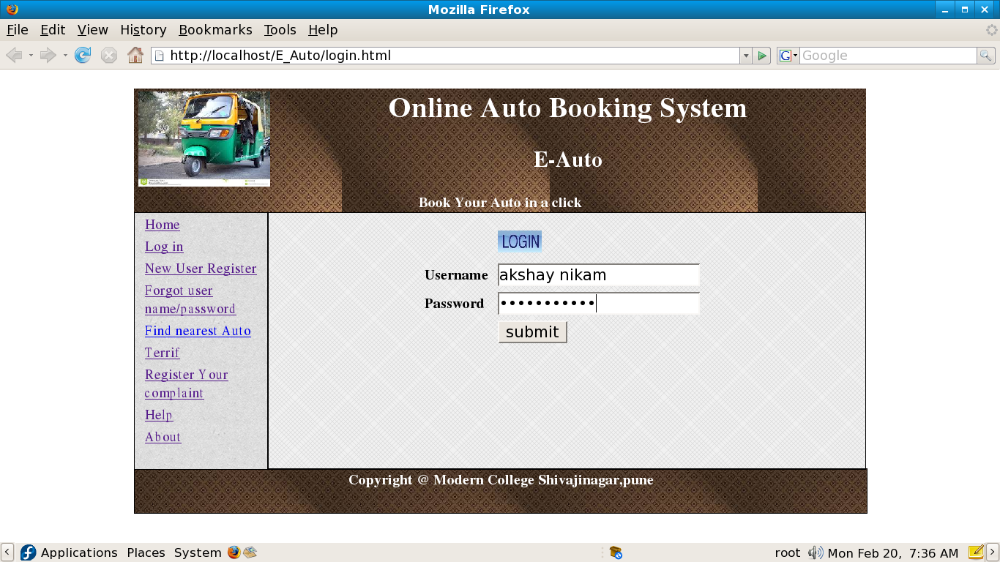 Mozilla Firefox
File Edit View History Bookmarks Tools Help
http://localhost/E_Auto/login.html
G Google
Online Auto Booking System
E-Auto
Book Your Auto in a click
Home
Log in
New User Register
Forgot user
name/password
Find nearest Auto
Terrif
Register Your
complaint
Help
About
LOGIN
Username akshay nikam
Password •••••••••••
submit
Copyright @ Modern College Shivajinagar,pune
Applications Places System root Mon Feb 20, 7:36 AM